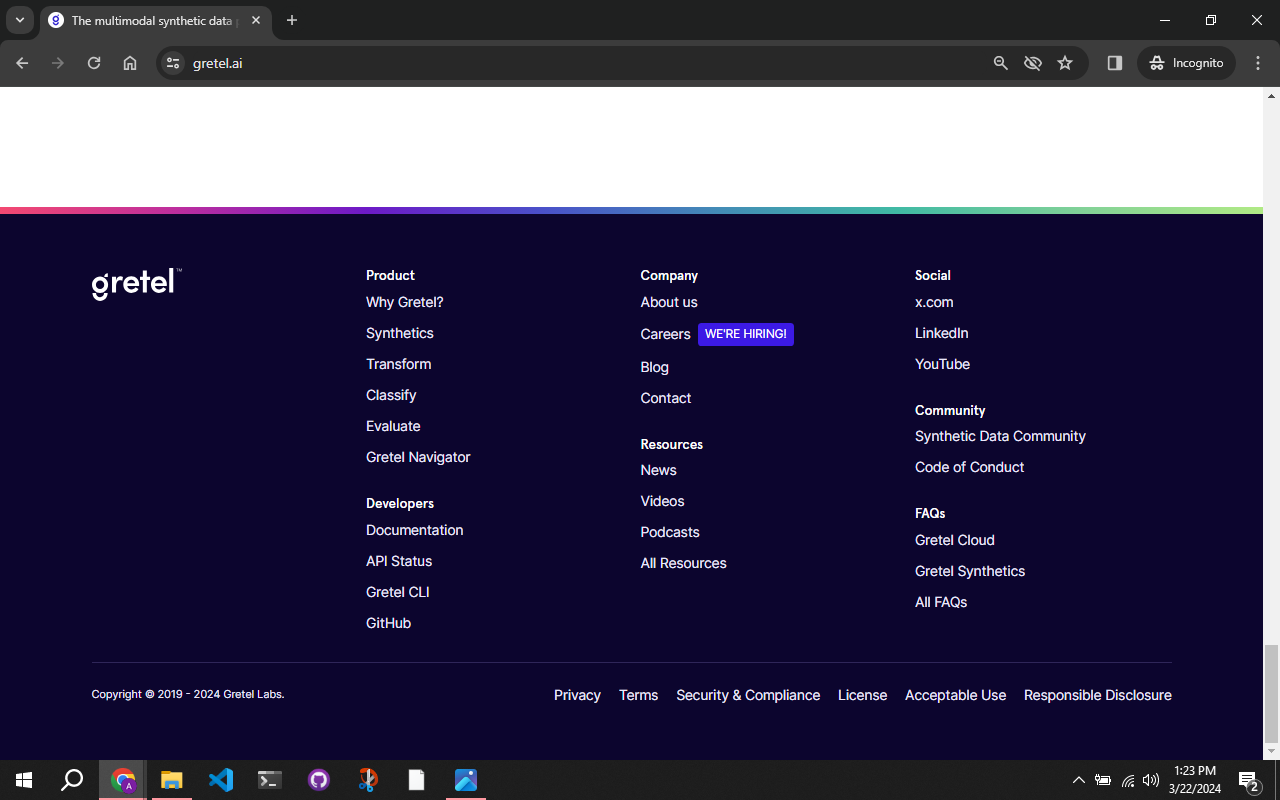 The multimodal synthetic data
gretel.ai
Incognito
gretel™
Product
Why Gretel?
Synthetics
Transform
Classify
Evaluate
Gretel Navigator
Developers
Documentation
API Status
Gretel CLI
GitHub
Company
About us
Careers WE'RE HIRING!
Blog
Contact
Resources
News
Videos
Podcasts
All Resources
Social
x.com
LinkedIn
YouTube
Community
Synthetic Data Community
Code of Conduct
FAQs
Gretel Cloud
Gretel Synthetics
All FAQs
Copyright © 2019 - 2024 Gretel Labs.
Privacy Terms Security & Compliance License Acceptable Use Responsible Disclosure
A
1:23 PM
3/22/2024
2